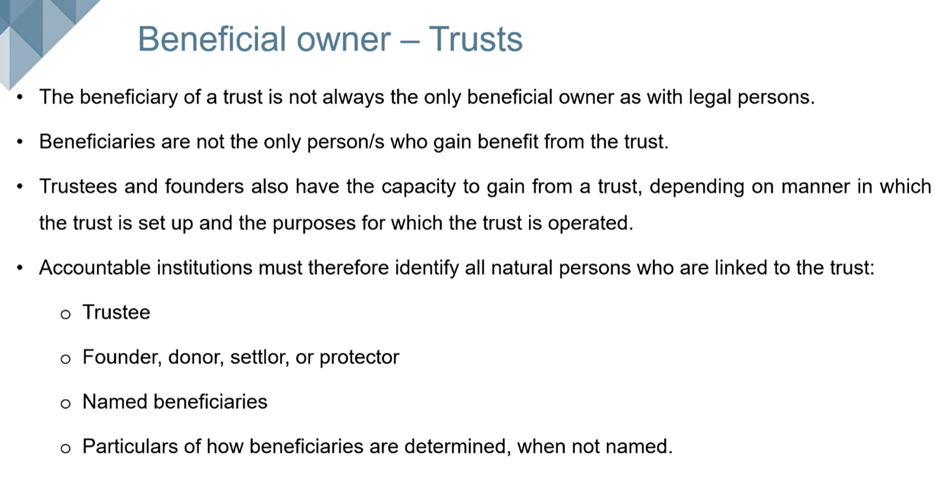 Beneficial owner – Trusts
• The beneficiary of a trust is not always the only beneficial owner as with legal persons.
• Beneficiaries are not the only person/s who gain benefit from the trust.
• Trustees and founders also have the capacity to gain from a trust, depending on manner in which
the trust is set up and the purposes for which the trust is operated.
• Accountable institutions must therefore identify all natural persons who are linked to the trust:
o Trustee
o Founder, donor, settlor, or protector
o Named beneficiaries
o Particulars of how beneficiaries are determined, when not named.